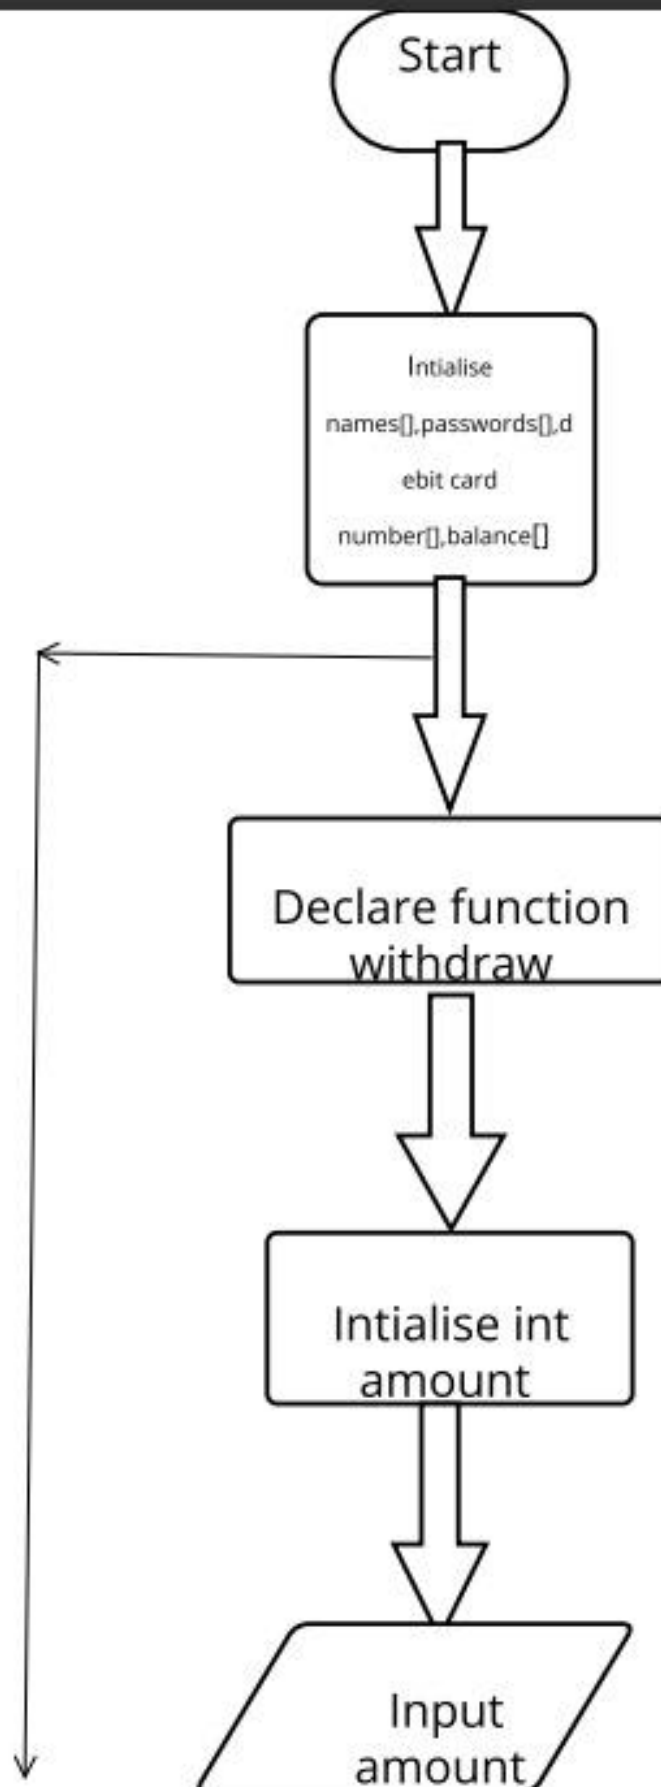 Start
Intialise
names[],passwords[],d
ebit card
number[],balance[]
Declare function
withdraw
Intialise int
amount
Input
amount